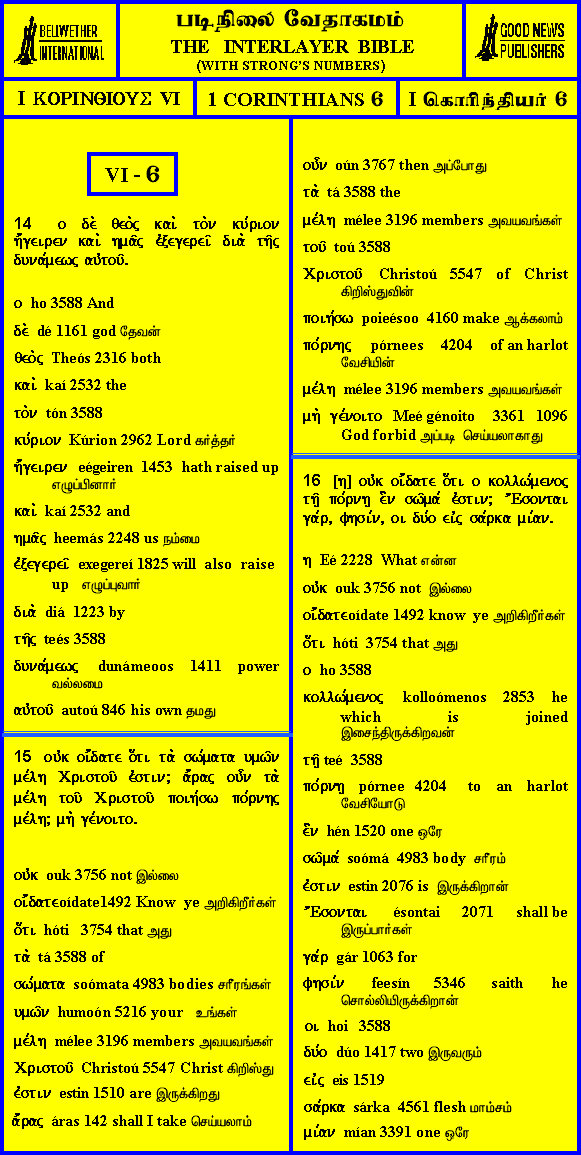 BELLWETHER
INTERNATIONAL
படிநிலை வேதாகமம்
THE INTERLAYER BIBLE
(WITH STRONG'S NUMBERS)
GOOD NEWS
PUBLISHERS
I ΚΟΡΙΝΘΙΟΥΣ VI
1 CORINTHIANS 6
I கொரிந்தியர் 6
VI - 6
14 ο δὲ θεὸς καὶ τὸν κύριον
ἤγειρεν καὶ ημᾶς ἐξεγερεῖ διὰ τῆς
δυνάμεως αὐτοῦ.
ο ho 3588 And
δὲ dé 1161 god தேவன்
θεὸς Theós 2316 both
καὶ kaí 2532 the
τὸν tón 3588
κύριον Kúrion 2962 Lord கர்த்தர்
ἤγειρεν eégeiren 1453 hath raised up
எழுப்பினார்
καὶ kaí 2532 and
ημᾶς heemás 2248 us நம்மை
ἐξεγερεῖ exegereí 1825 will also raise
up எழுப்புவார்
διὰ diá 1223 by
τῆς teés 3588
δυνάμεως dunámeoos 1411 power
வல்லமை
αὐτοῦ autoú 846 his own தமது
15 οὐκ οἴδατε ὅτι τὰ σώματα υμῶν
μέλη Χριστοῦ ἐστιν; ἄρας οὖν τὰ
μέλη τοῦ Χριστοῦ ποιήσω πόρνης
μέλη; μὴ γένοιτο.
οὐκ ouk 3756 not இல்லை
οἴδατεoídate1492 Know ye அறிகிறீர்கள்
ὅτι hóti 3754 that அது
τὰ tá 3588 of
σώματα soómata 4983 bodies சரீரங்கள்
υμῶν humoón 5216 your உங்கள்
μέλη mélee 3196 members அவயவங்கள்
Χριστοῦ Christoú 5547 Christ கிறிஸ்து
ἐστιν estin 1510 are இருக்கிறது
ἄρας áras 142 shall I take செய்யலாம்
οὖν oún 3767 then அப்போது
τὰ tá 3588 the
μέλη mélee 3196 members அவயவங்கள்
τοῦ toú 3588
Χριστοῦ Christoú 5547 of Christ
கிறிஸ்துவின்
ποιήσω poieésoo 4160 make ஆக்கலாம்
πόρνης pórnees 4204 of an harlot
வேசியின்
μέλη mélee 3196 members அவயவங்கள்
μὴ γένοιτο Meé génoito 3361 1096
God forbid அப்படி செய்யலாகாது
16 [η] οὐκ οἴδατε ὅτι ο κολλώμενος
τῇ πόρνῃ ἓν σῶμά ἐστιν; Ἔσονται
γάρ, φησίν, οι δύο εἰς σάρκα μίαν.
η Eé 2228 What என்ன
οὐκ ouk 3756 not இல்லை
οἴδατεoídate 1492 know ye அறிகிறீர்கள்
ὅτι hóti 3754 that அது
ο ho 3588
κολλώμενος kolloómenos 2853 he
which is joined
இசைந்திருக்கிறவன்
τῇ teé 3588
πόρνῃ pórnee 4204 to an harlot
வேசியோடு
ἓν hén 1520 one ஒரே
σῶμά soómá 4983 body சரீரம்
ἐστιν estin 2076 is இருக்கிறான்
Ἔσονται ésontai 2071 shall be
இருப்பார்கள்
γάρ gár 1063 for
φησίν feesín 5346 saith he
சொல்லியிருக்கிறான்
οι hoi 3588
δύο dúo 1417 two இருவரும்
εἰς eis 1519
σάρκα sárka 4561 flesh மாம்சம்
μίαν mían 3391 one ஒரே